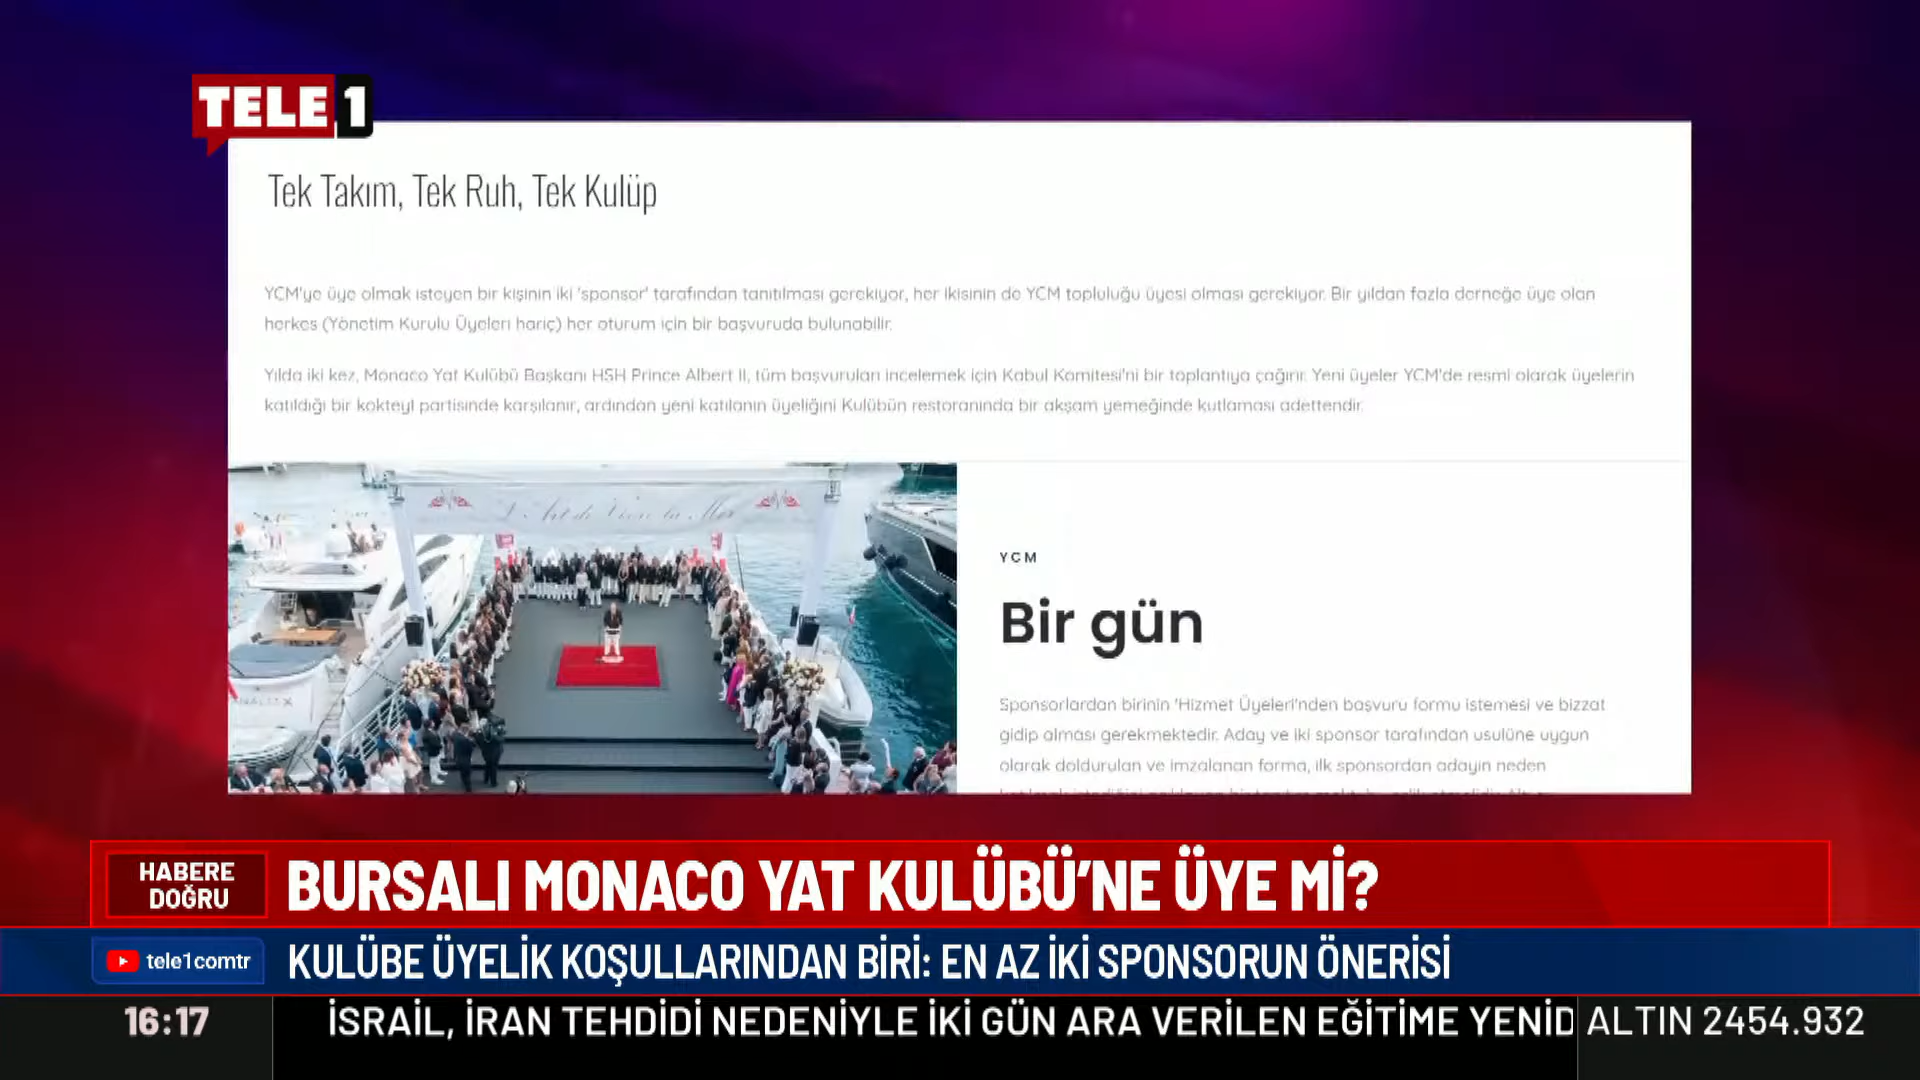 TELE 1
Tek Takım, Tek Ruh, Tek Kulüp
YCM'ye üye olmak isteyen bir kişinin iki 'sponsor' tarafından tanıtılması gerekiyor, her ikisinin de YCM topluluğu üyesi olması gerekiyor. Bir yıldan fazla derneğe üye olan
herkes (Yönetim Kurulu Üyeleri hariç) her oturum için bir başvuruda bulunabilir.
Yılda iki kez, Monaco Yat Kulübü Başkanı HSH Prince Albert II, tüm başvuruları incelemek için Kabul Komitesi'ni bir toplantıya çağırır. Yeni üyeler YCM'de resmi olarak üyelerin
katıldığı bir kokteyl partisinde karşılanır, ardından yeni katılanın üyeliğini Kulübün restoranında bir akşam yemeğinde kutlaması adettendir.
L'Art de Vivre la Mer
YCM
Bir gün
Sponsorlardan birinin 'Hizmet Üyeleri'nden başvuru formu istemesi ve bizzat
gidip alması gerekmektedir. Aday ve iki sponsor tarafından usulüne uygun
olarak doldurulan ve imzalanan forma, ilk sponsordan adayın neden
HABERE
DOĞRU
BURSALI MONACO YAT KULÜBÜ'NE ÜYE Mİ?
tele1comtr
KULÜBE ÜYELİK KOŞULLARINDAN BİRİ: EN AZ İKİ SPONSORUN ÖNERİSİ
16:17
İSRAİL, İRAN TEHDİDİ NEDENİYLE İKİ GÜN ARA VERİLEN EĞİTİME YENİD
ALTIN 2454.932